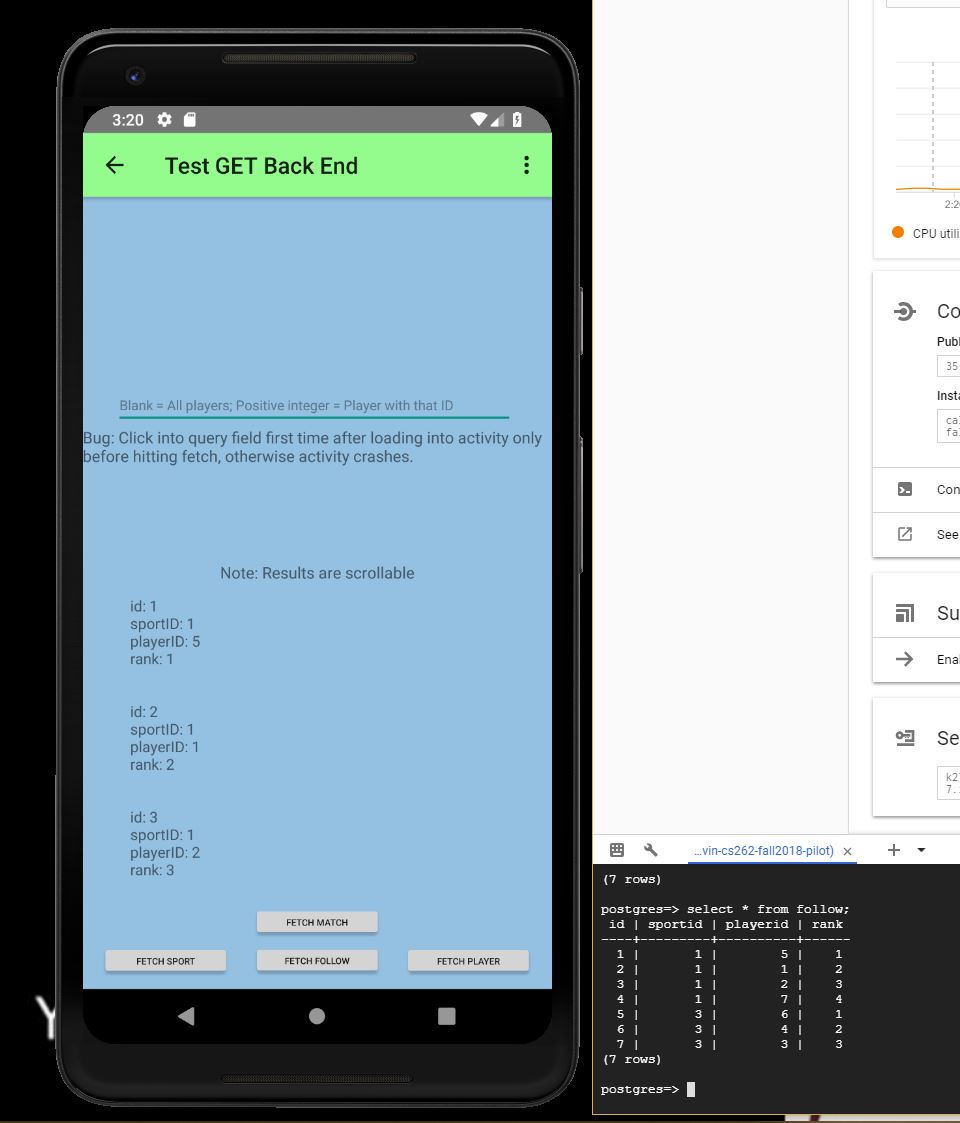 3:20
Test GET Back End
Blank = All players; Positive integer = Player with that ID
Bug: Click into query field first time after loading into activity only
before hitting fetch, otherwise activity crashes.
Note: Results are scrollable
id: 1
sportID: 1
playerID: 5
rank: 1
id: 2
sportID: 1
playerID: 1
rank: 2
id: 3
sportID: 1
playerID: 2
rank: 3
FETCH MATCH
FETCH SPORT FETCH FOLLOW FETCH PLAYER
Y
2:2
CPU utili
Co
Publ
35
Insta
ca
fa
Con
See
Su
Ena
Se
k2
7.
...vin-cs262-fall2018-pilot)
(7 rows)
postgres=> select * from follow;
id | sportid | playerid | rank
----+---------+----------+------
1 | 1 | 5 | 1
2 | 1 | 1 | 2
3 | 1 | 2 | 3
4 | 1 | 7 | 4
5 | 3 | 6 | 1
6 | 3 | 4 | 2
7 | 3 | 3 | 3
(7 rows)
postgres=>